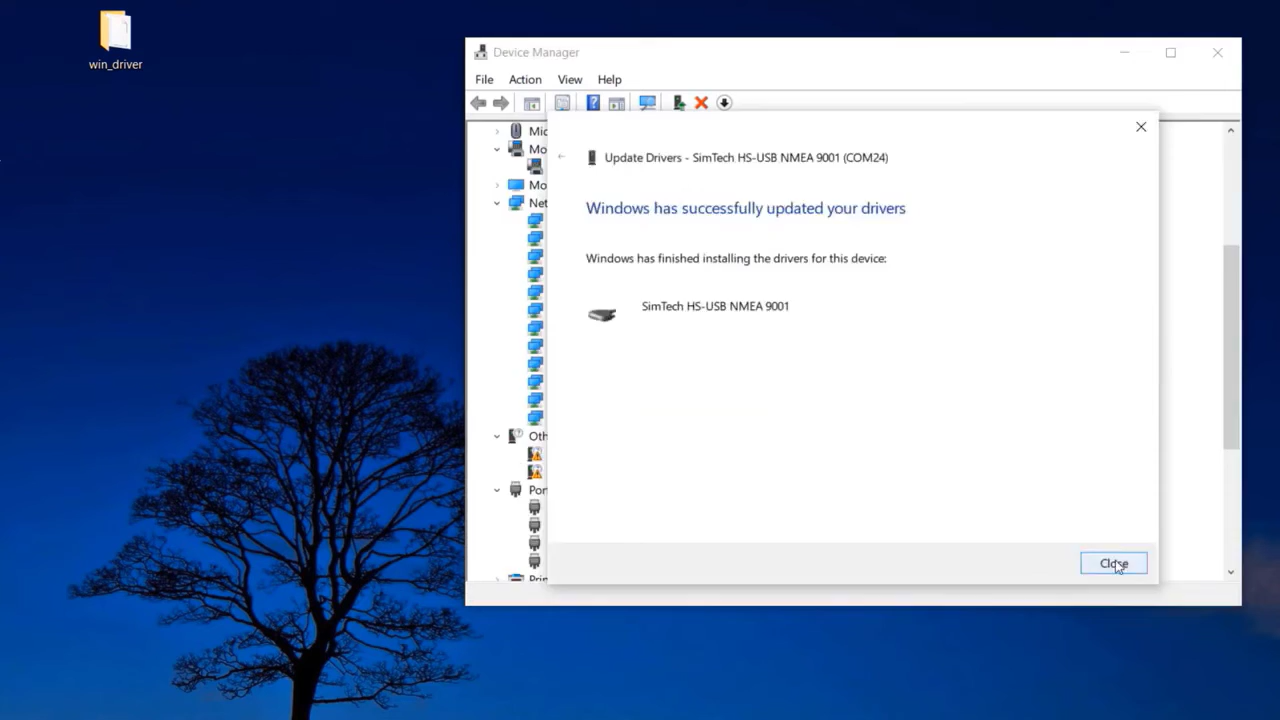 win_driver
Device Manager
File Action View Help
Update Drivers - SimTech HS-USB NMEA 9001 (COM24)
Windows has successfully updated your drivers
Windows has finished installing the drivers for this device:
SimTech HS-USB NMEA 9001
Mic
Mo
Mo
Net
Oth
Por
Prin
Close